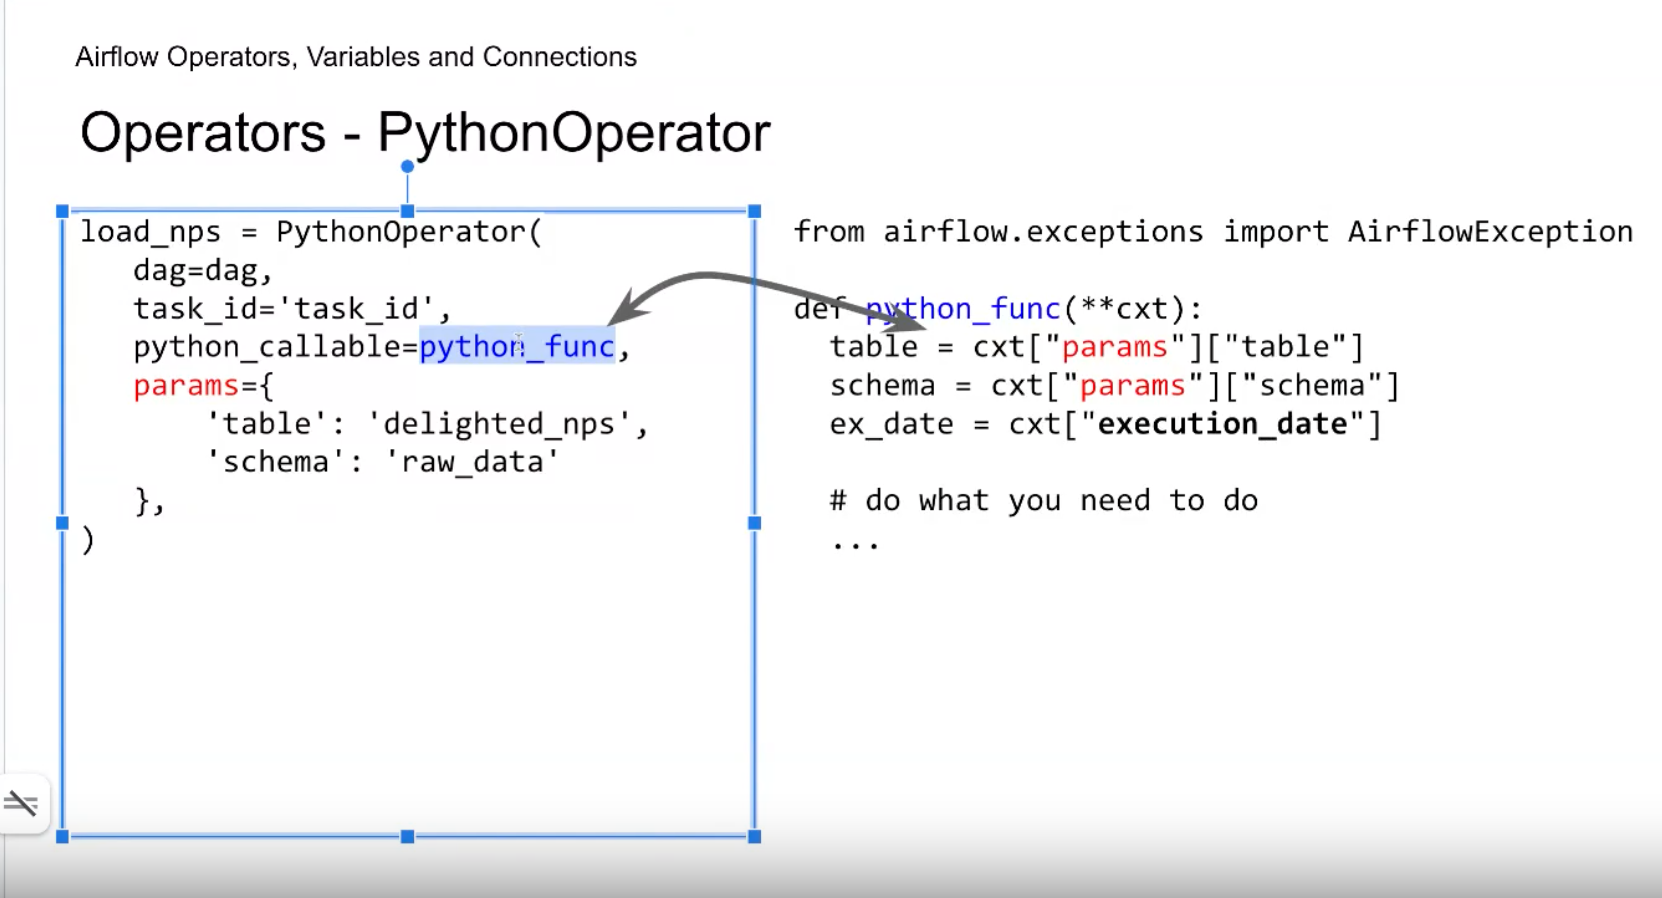 Airflow Operators, Variables and Connections
Operators - PythonOperator
load_nps = PythonOperator(
    dag=dag,
    task_id='task_id',
    python_callable=python_func,
    params={
        'table': 'delighted_nps',
        'schema': 'raw_data'
    },
)
from airflow.exceptions import AirflowException
def python_func(**cxt):
    table = cxt["params"]["table"]
    schema = cxt["params"]["schema"]
    ex_date = cxt["execution_date"]
    # do what you need to do
    ...